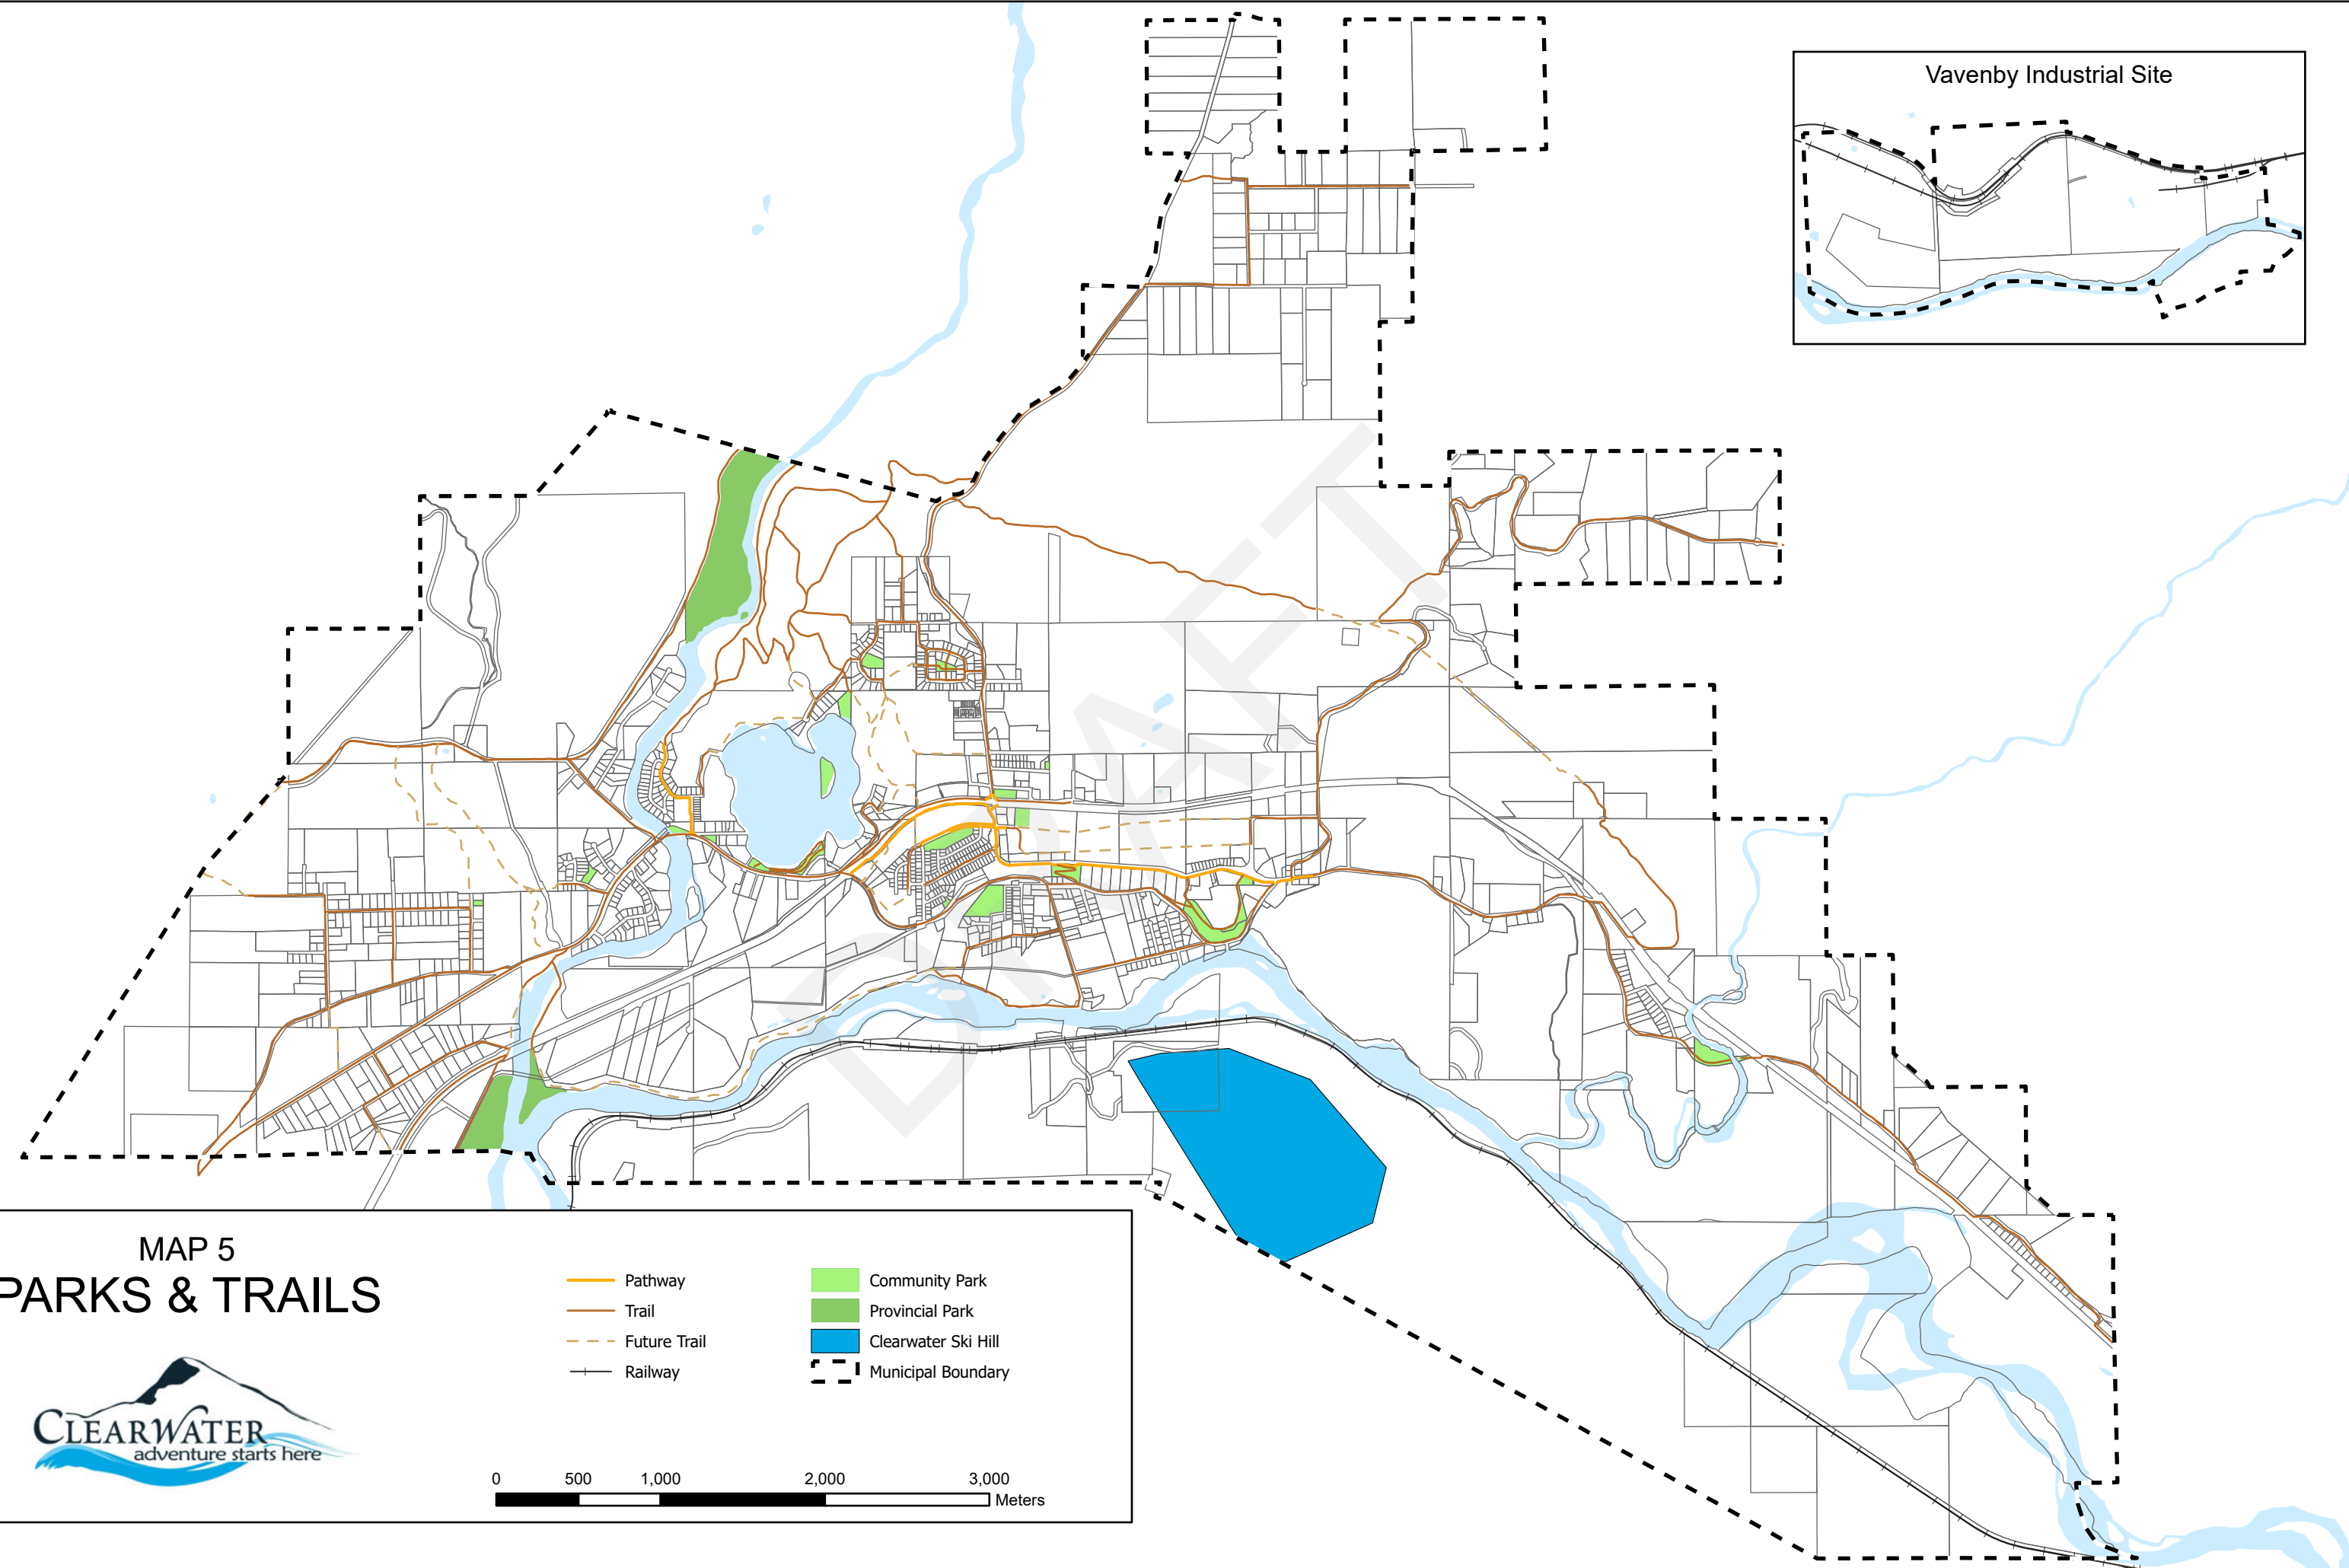 Vavenby Industrial Site
DRAFT
MAP 5
PARKS & TRAILS
CLEARWATER
adventure starts here
Pathway
Trail
Future Trail
Railway
Community Park
Provincial Park
Clearwater Ski Hill
Municipal Boundary
0 500 1,000 2,000 3,000
Meters